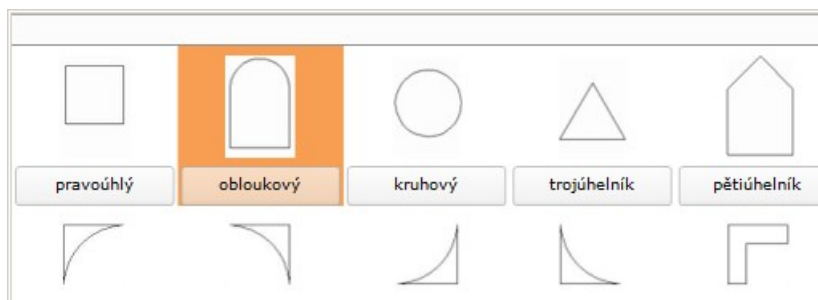 pravoúhlý
obloukový
kruhový
trojúhelník
pětiúhelník